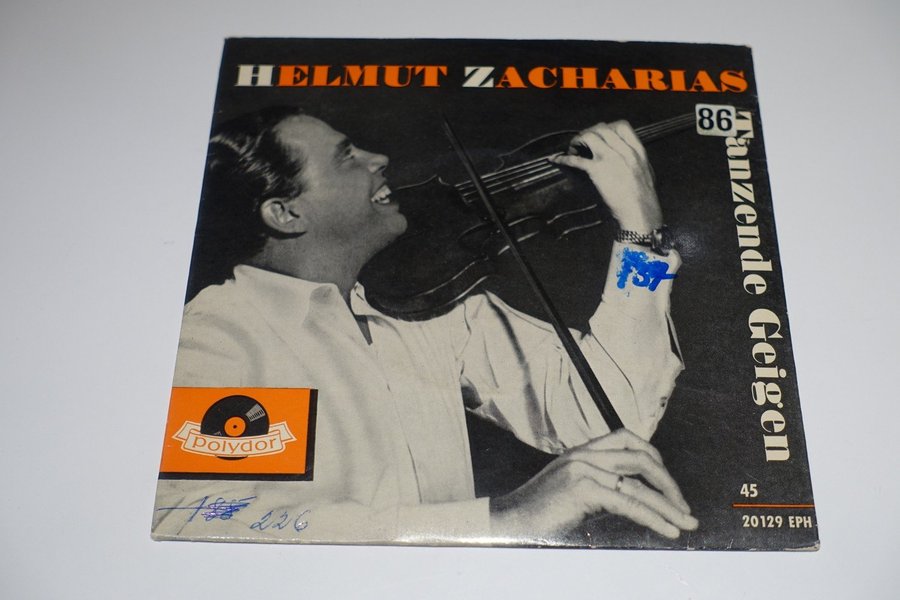 HELMUT ZACHARIAS
86
Tanzende Geigen
polydor
45
20129 EPH
226